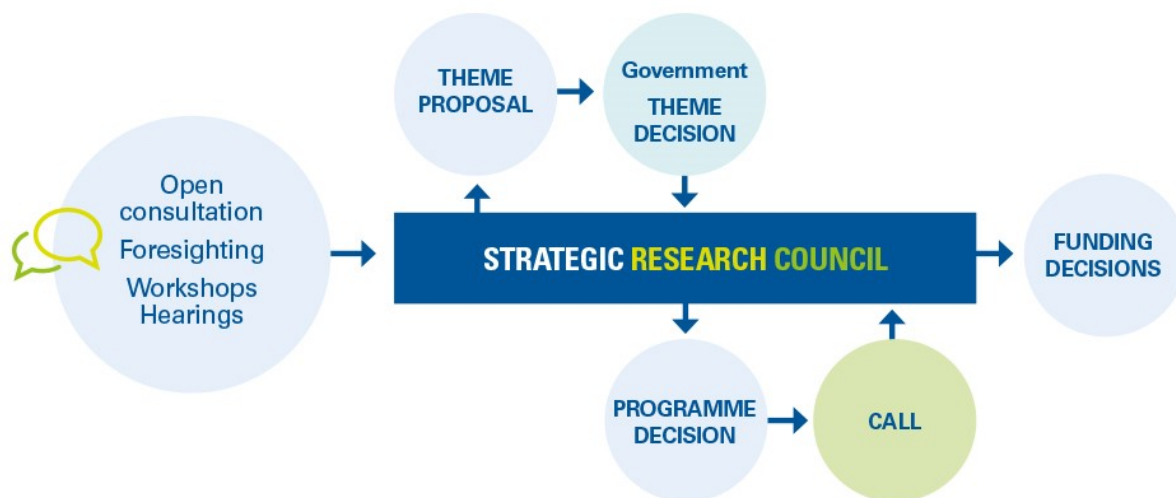 Open
consultation
Foresighting
Workshops
Hearings
THEME
PROPOSAL
Government
THEME
DECISION
STRATEGIC RESEARCH COUNCIL
PROGRAMME
DECISION
CALL
FUNDING
DECISIONS